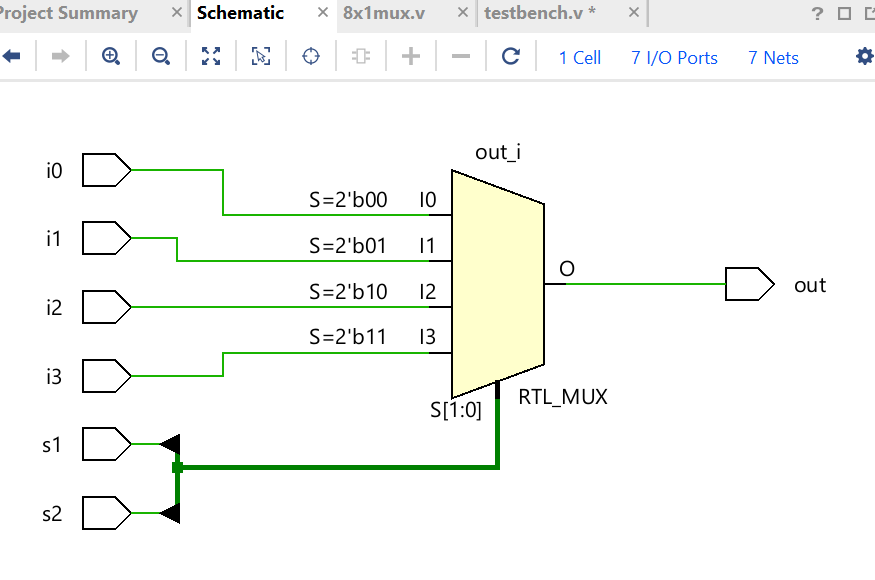 Project Summary × Schematic × 8x1mux.v × testbench.v * × ?
1 Cell 7 I/O Ports 7 Nets
out_i
i0
S=2'b00 I0
i1
S=2'b01 I1
O
i2
S=2'b10 I2
out
S=2'b11 I3
i3
S[1:0]
RTL_MUX
s1
s2